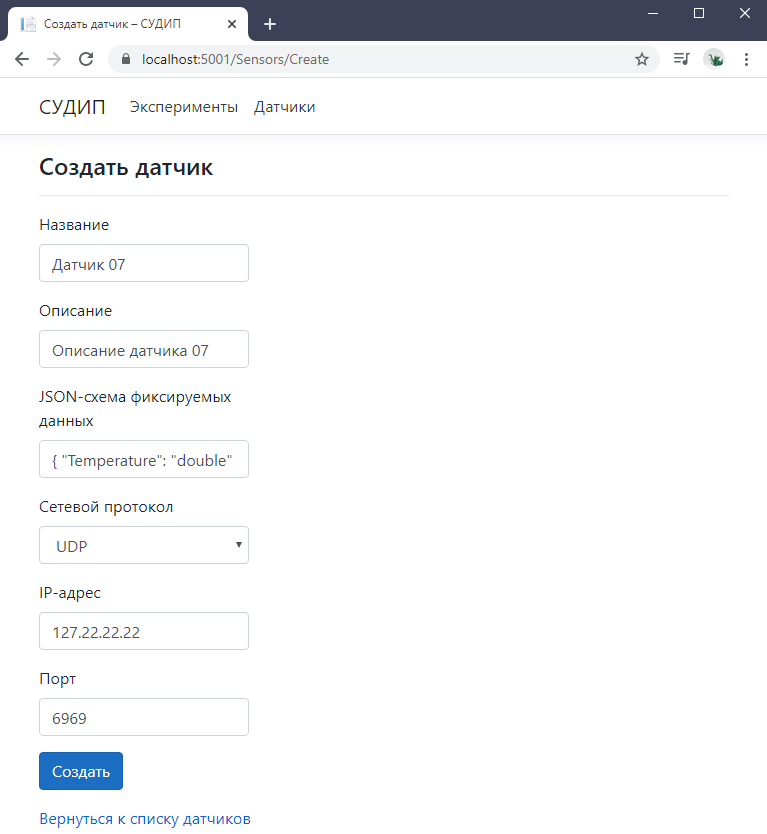 Создать датчик – СУДИП
localhost:5001/Sensors/Create
СУДИП Эксперименты Датчики
Создать датчик
Название
Датчик 07
Описание
Описание датчика 07
JSON-схема фиксируемых
данных
{ "Temperature": "double"
Сетевой протокол
UDP
IP-адрес
127.22.22.22
Порт
6969
Создать
Вернуться к списку датчиков